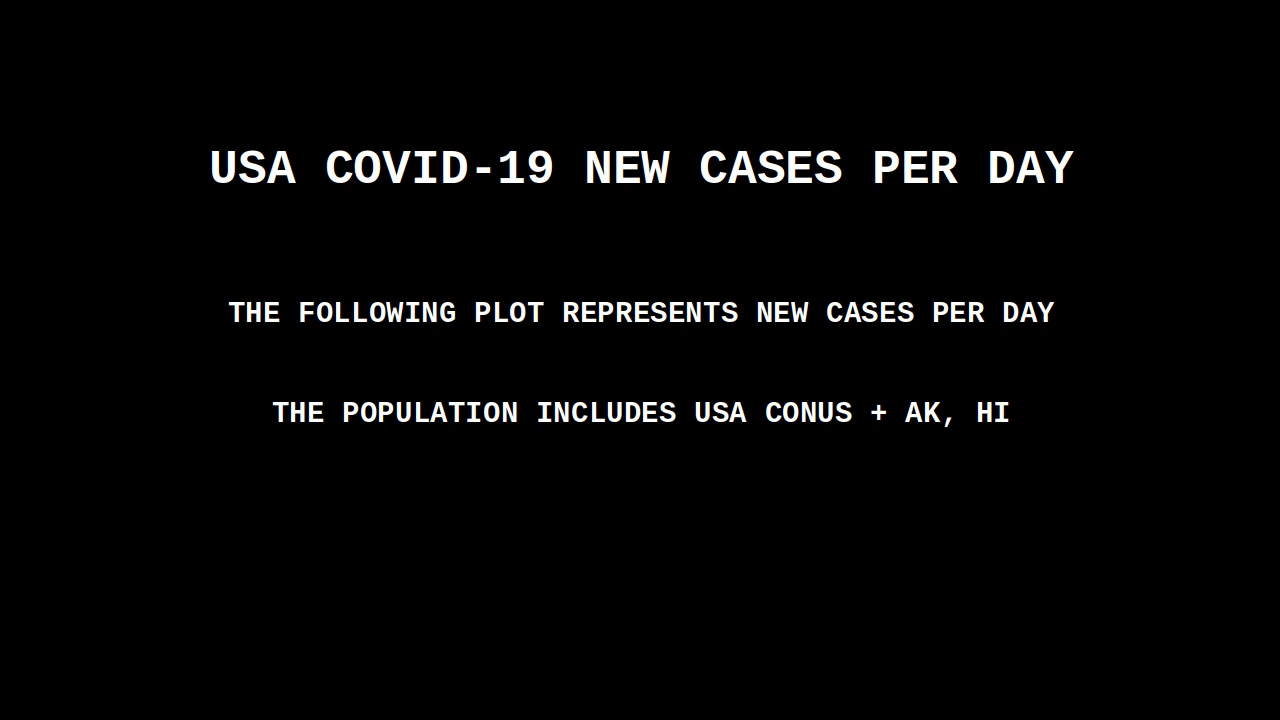 USA COVID-19 NEW CASES PER DAY
THE FOLLOWING PLOT REPRESENTS NEW CASES PER DAY
THE POPULATION INCLUDES USA CONUS + AK, HI